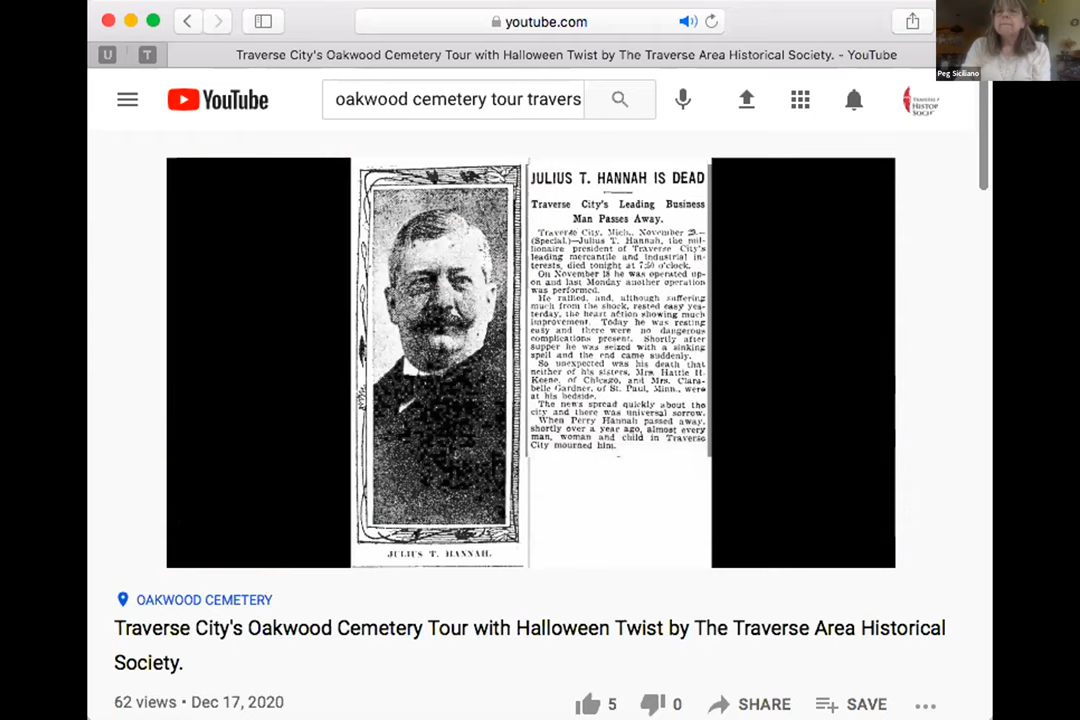 youtube.com
U
T
Traverse City's Oakwood Cemetery Tour with Halloween Twist by The Traverse Area Historical Society. - YouTube
Peg Siciliano
YouTube
oakwood cemetery tour travers
JULIUS T. HANNAH IS DEAD
Traverse City's Leading Business
Man Passes Away.
Traverse City, Mich., November 29.—
(Special.)—Julius T. Hannah, the mil-
lionaire president of Traverse City's
leading mercantile and industrial in-
terests, died tonight at 7:50 o'clock.
On November 18 he was operated up-
on and last Monday another operation
was performed.
He rallied, and, although suffering
much from the shock, rested easy yes-
terday, the heart action showing much
improvement. Today he was resting
easy and there were no dangerous
complications present. Shortly after
supper he was seized with a sinking
spell and the end came suddenly.
So unexpected was his death that
neither of his sisters, Mrs. Hattie H.
Keene, of Chicago, and Mrs. Clara-
belle Gardner, of St. Paul, Minn., were
at his bedside.
The news spread quickly about the
city and there was universal sorrow.
When Perry Hannah passed away,
shortly over a year ago, almost every
man, woman and child in Traverse
City mourned him.
JULIUS T. HANNAH.
OAKWOOD CEMETERY
Traverse City's Oakwood Cemetery Tour with Halloween Twist by The Traverse Area Historical
Society.
62 views • Dec 17, 2020
5
0
SHARE
SAVE